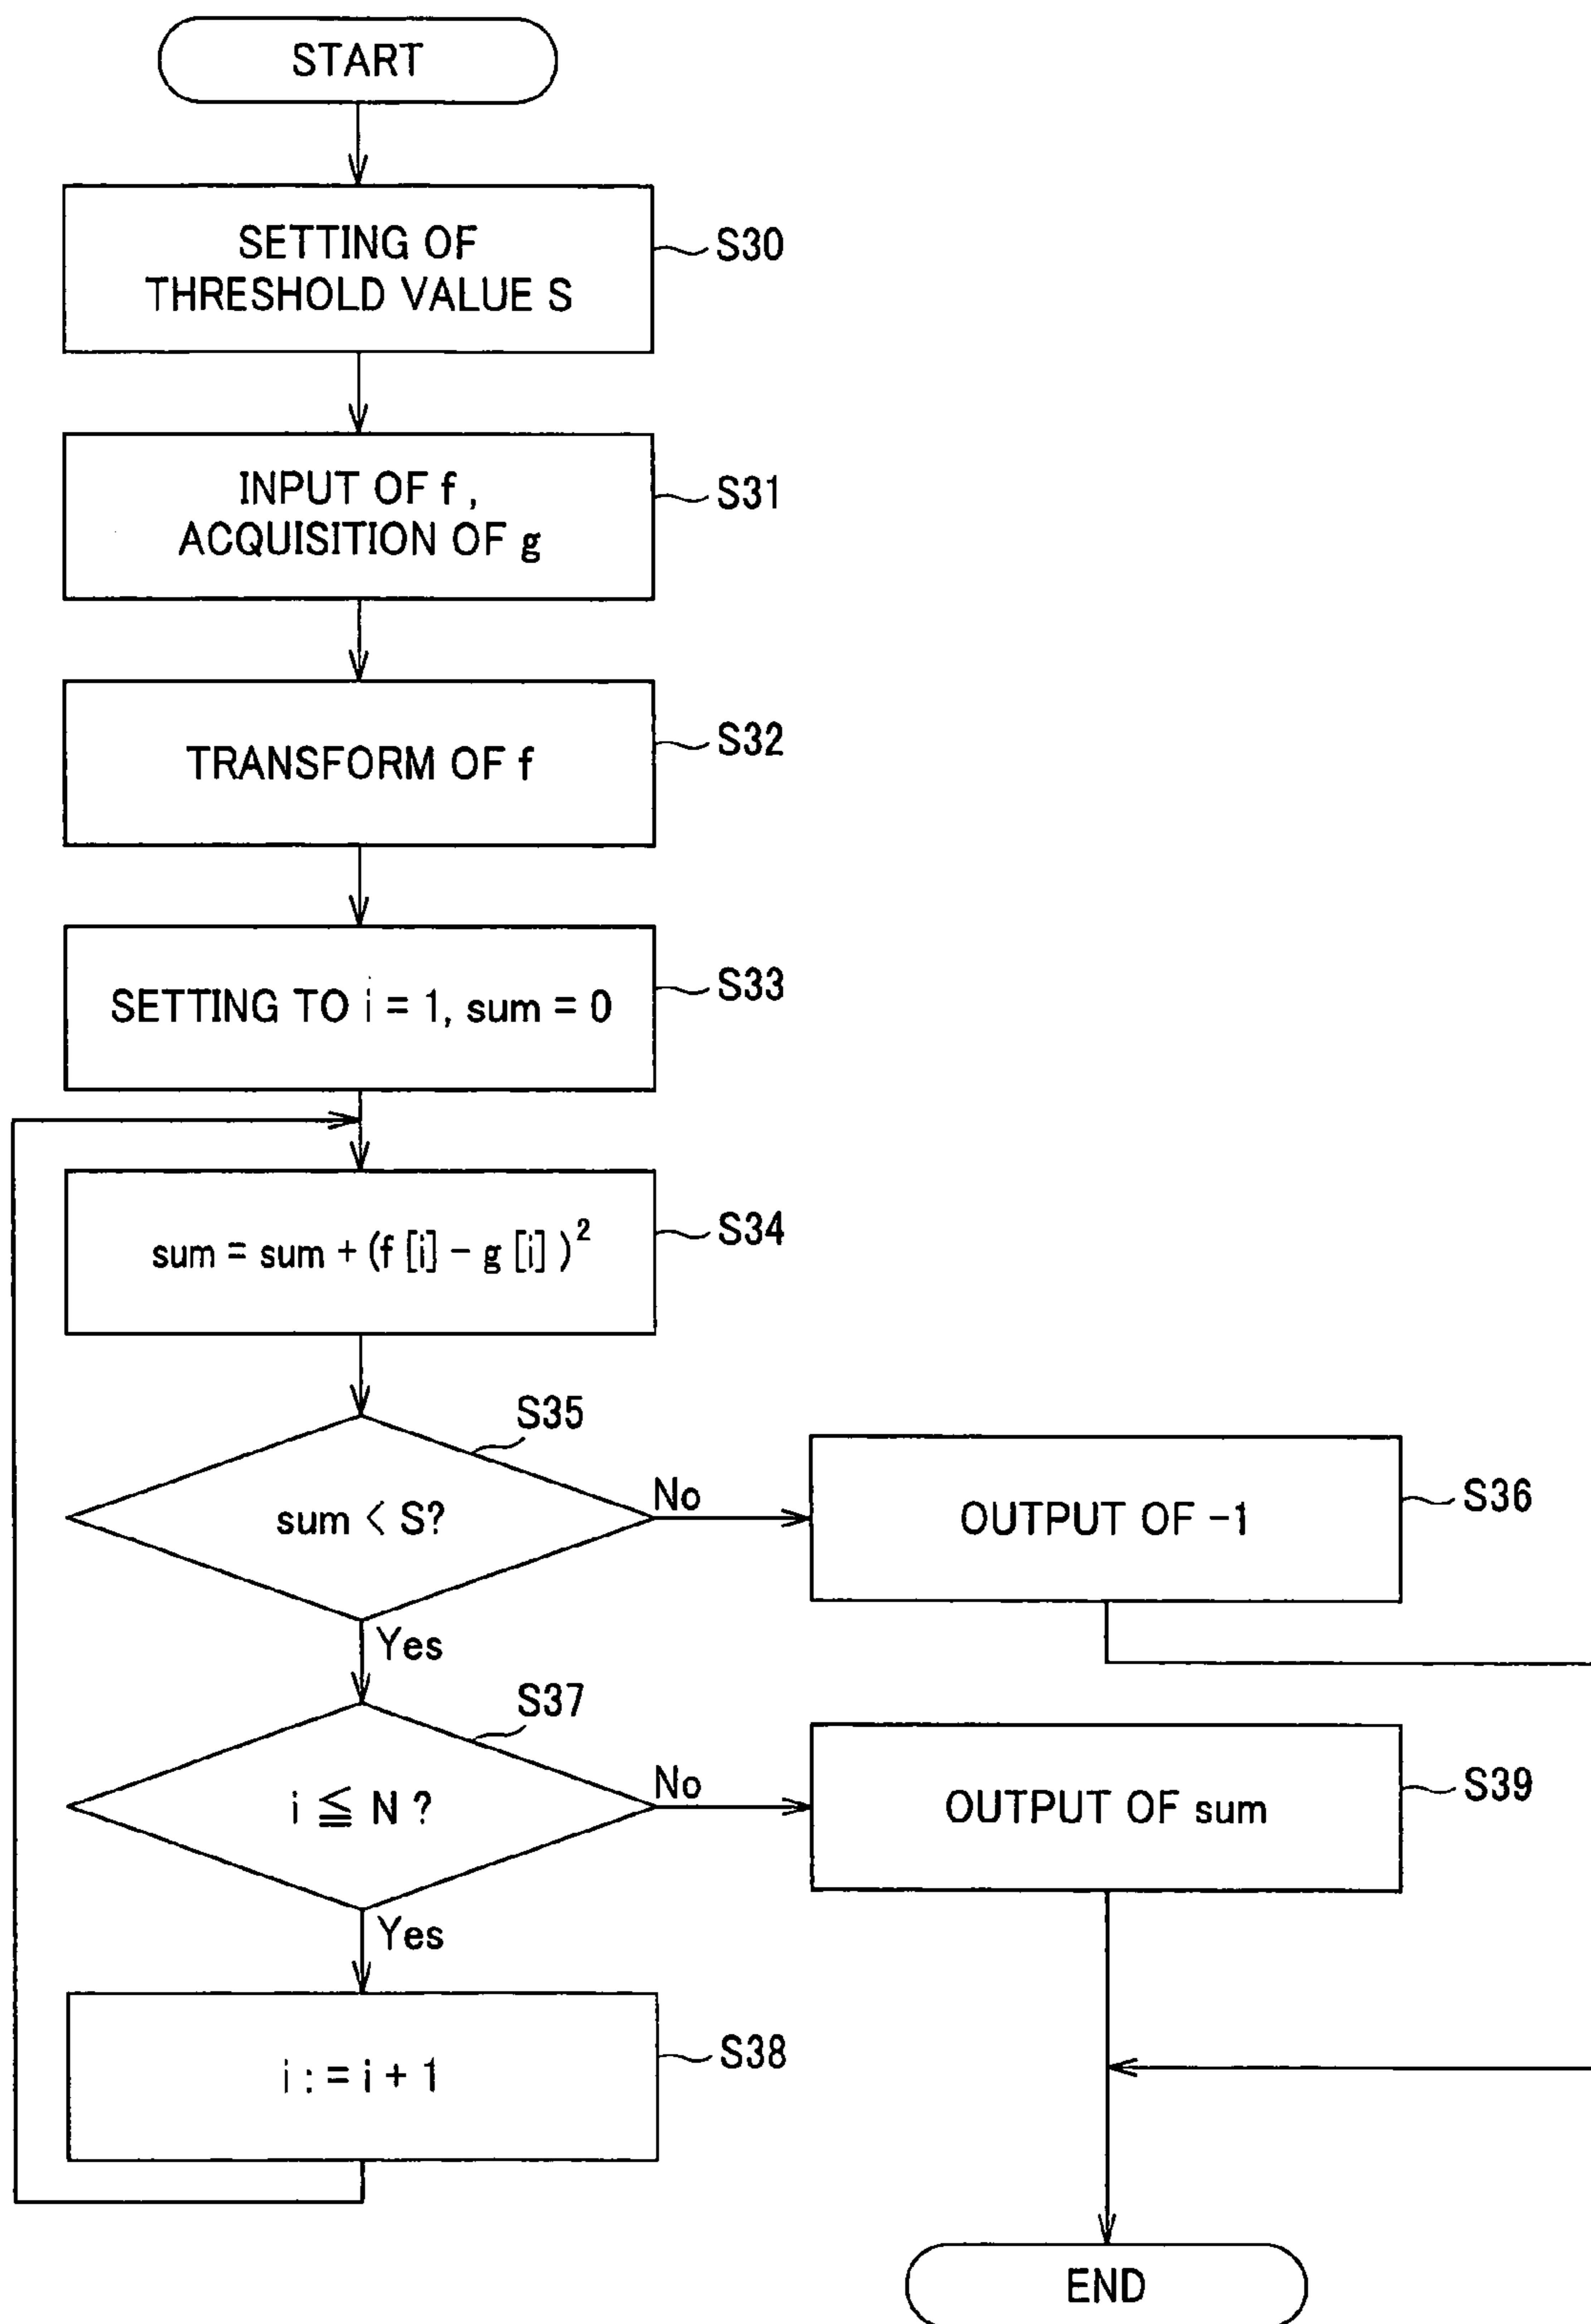 START
SETTING OF
THRESHOLD VALUE S
S30
INPUT OF f ,
ACQUISITION OF g
S31
TRANSFORM OF f
S32
SETTING TO i = 1, sum = 0
S33
sum = sum + (f [i] - g [i] )²
S34
S35
sum < S?
No
Yes
OUTPUT OF -1
S36
S37
i ≦ N ?
No
Yes
OUTPUT OF sum
S39
i : = i + 1
S38
END